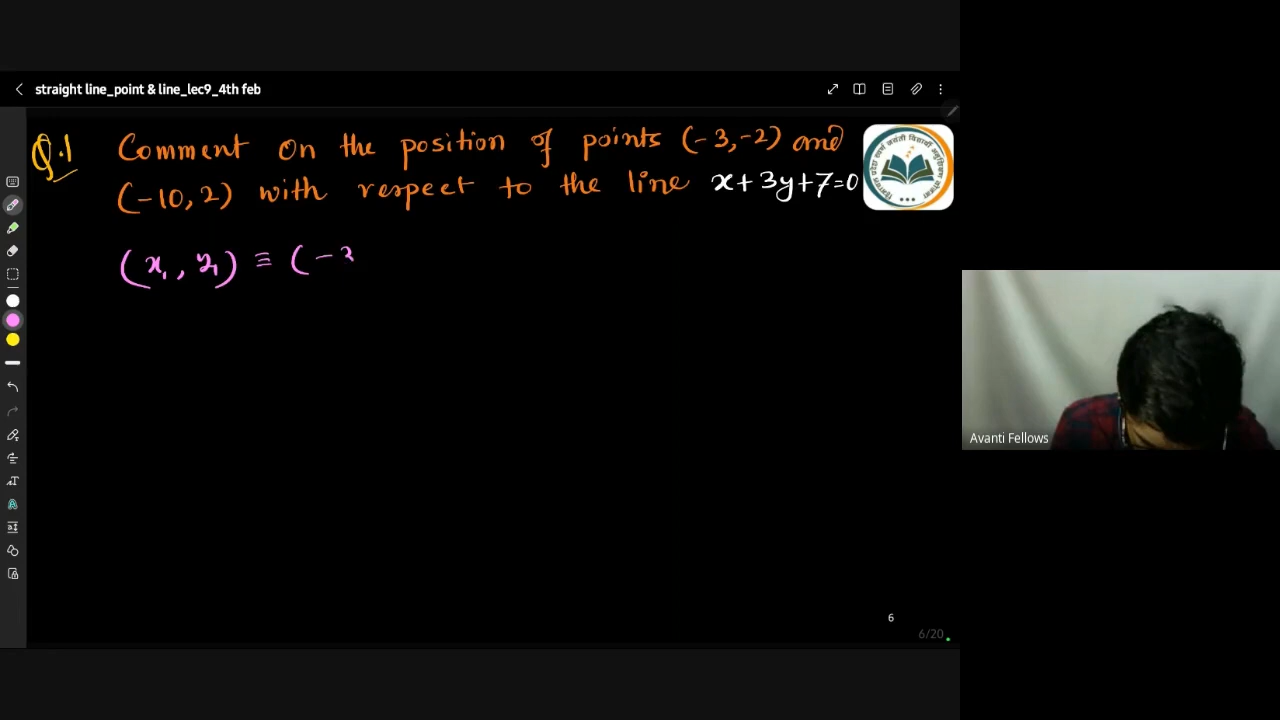 straight line_point & line_lec9_4th feb
Q.1 Comment on the position of points (-3,-2) and
(-10, 2) with respect to the line x+3y+7=0
(x₁, y₁) ≡ (-3
Avanti Fellows
6
6/20